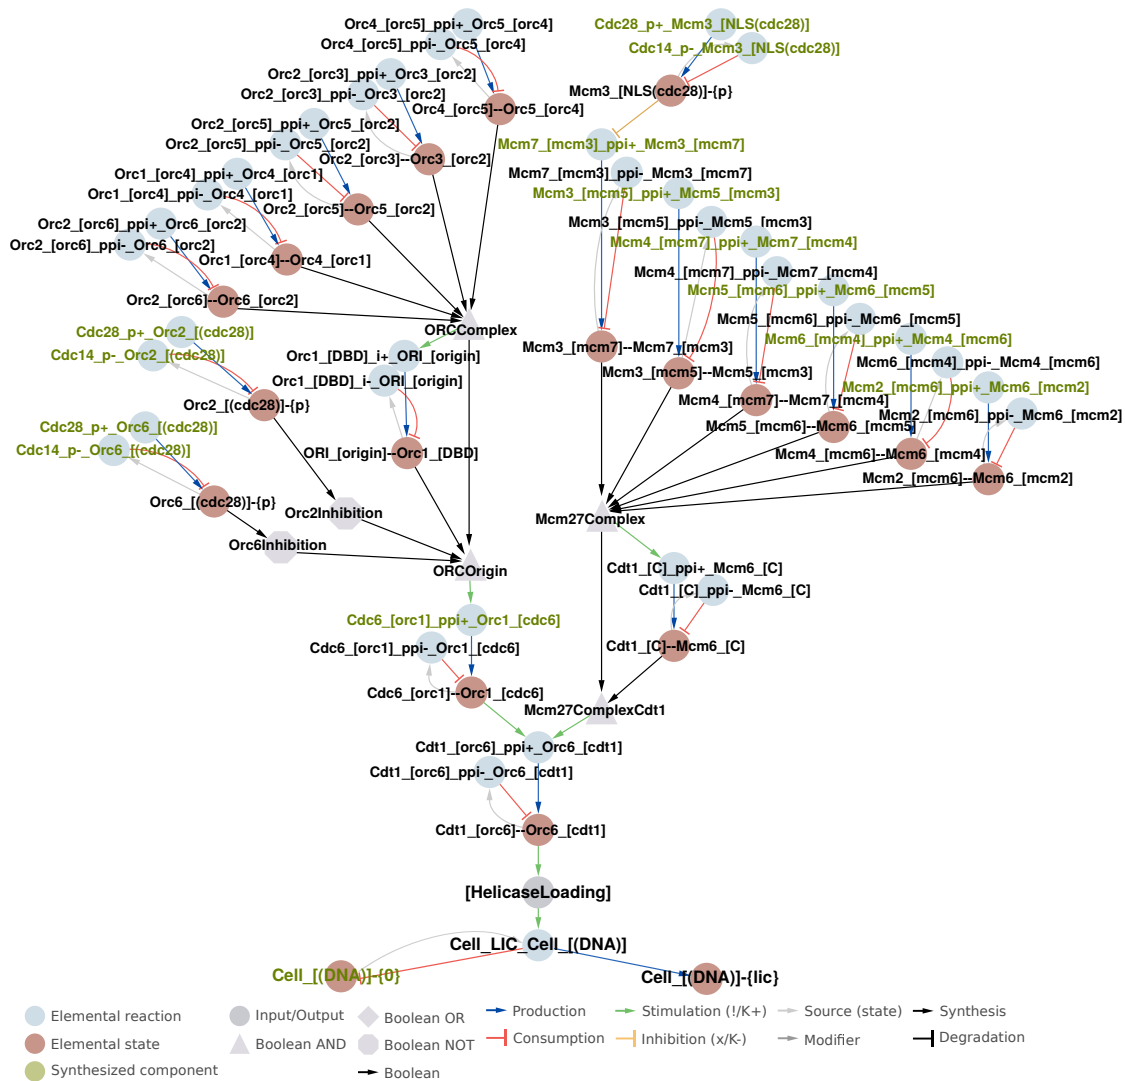 Orc4_[orc5]_ppi+_Orc5_[orc4]
Orc4_[orc5]_ppi-_Orc5_[orc4]
Orc2_[orc3]_ppi+_Orc3_[orc2]
Orc2_[orc3]_ppi-_Orc3_[orc2]
Orc4_[orc5]--Orc5_[orc4]
Orc2_[orc5]_ppi+_Orc5_[orc2]
Orc2_[orc5]_ppi-_Orc5_[orc2]
Orc2_[orc3]--Orc3_[orc2]
Orc1_[orc4]_ppi+_Orc4_[orc1]
Orc1_[orc4]_ppi-_Orc4_[orc1]
Orc2_[orc5]--Orc5_[orc2]
Orc2_[orc6]_ppi+_Orc6_[orc2]
Orc2_[orc6]_ppi-_Orc6_[orc2]
Orc1_[orc4]--Orc4_[orc1]
Orc2_[orc6]--Orc6_[orc2]
ORCComplex
Cdc28_p+_Orc2_[(cdc28)]
Cdc14_p-_Orc2_[(cdc28)]
Orc1_[DBD]_i+_ORI_[origin]
Orc1_[DBD]_i-_ORI_[origin]
Orc2_[(cdc28)]-{p}
Cdc28_p+_Orc6_[(cdc28)]
Cdc14_p-_Orc6_[(cdc28)]
ORI_[origin]--Orc1_[DBD]
Orc6_[(cdc28)]-{p}
Orc2Inhibition
Orc6Inhibition
ORCOrigin
Cdc28_p+_Mcm3_[NLS(cdc28)]
Cdc14_p-_Mcm3_[NLS(cdc28)]
Mcm3_[NLS(cdc28)]-{p}
Mcm7_[mcm3]_ppi+_Mcm3_[mcm7]
Mcm7_[mcm3]_ppi-_Mcm3_[mcm7]
Mcm3_[mcm5]_ppi+_Mcm5_[mcm3]
Mcm3_[mcm5]_ppi-_Mcm5_[mcm3]
Mcm4_[mcm7]_ppi+_Mcm7_[mcm4]
Mcm4_[mcm7]_ppi-_Mcm7_[mcm4]
Mcm5_[mcm6]_ppi+_Mcm6_[mcm5]
Mcm5_[mcm6]_ppi-_Mcm6_[mcm5]
Mcm6_[mcm4]_ppi+_Mcm4_[mcm6]
Mcm3_[mcm7]--Mcm7_[mcm3]
Mcm6_[mcm4]_ppi-_Mcm4_[mcm6]
Mcm3_[mcm5]--Mcm5_[mcm3]
Mcm2_[mcm6]_ppi+_Mcm6_[mcm2]
Mcm4_[mcm7]--Mcm7_[mcm4]
Mcm2_[mcm6]_ppi-_Mcm6_[mcm2]
Mcm5_[mcm6]--Mcm6_[mcm5]
Mcm4_[mcm6]--Mcm6_[mcm4]
Mcm2_[mcm6]--Mcm6_[mcm2]
Mcm27Complex
Cdt1_[C]_ppi+_Mcm6_[C]
Cdt1_[C]_ppi-_Mcm6_[C]
Cdc6_[orc1]_ppi+_Orc1_[cdc6]
Cdc6_[orc1]_ppi-_Orc1_[cdc6]
Cdt1_[C]--Mcm6_[C]
Cdc6_[orc1]--Orc1_[cdc6]
Mcm27ComplexCdt1
Cdt1_[orc6]_ppi+_Orc6_[cdt1]
Cdt1_[orc6]_ppi-_Orc6_[cdt1]
Cdt1_[orc6]--Orc6_[cdt1]
[HelicaseLoading]
Cell_LIC_Cell_[(DNA)]
Cell_[(DNA)]-{0}
Cell_[(DNA)]-{lic}
Elemental reaction
Elemental state
Synthesized component
Input/Output
Boolean AND
Boolean OR
Boolean NOT
Boolean
Production
Consumption
Stimulation (!/K+)
Inhibition (x/K-)
Source (state)
Modifier
Synthesis
Degradation